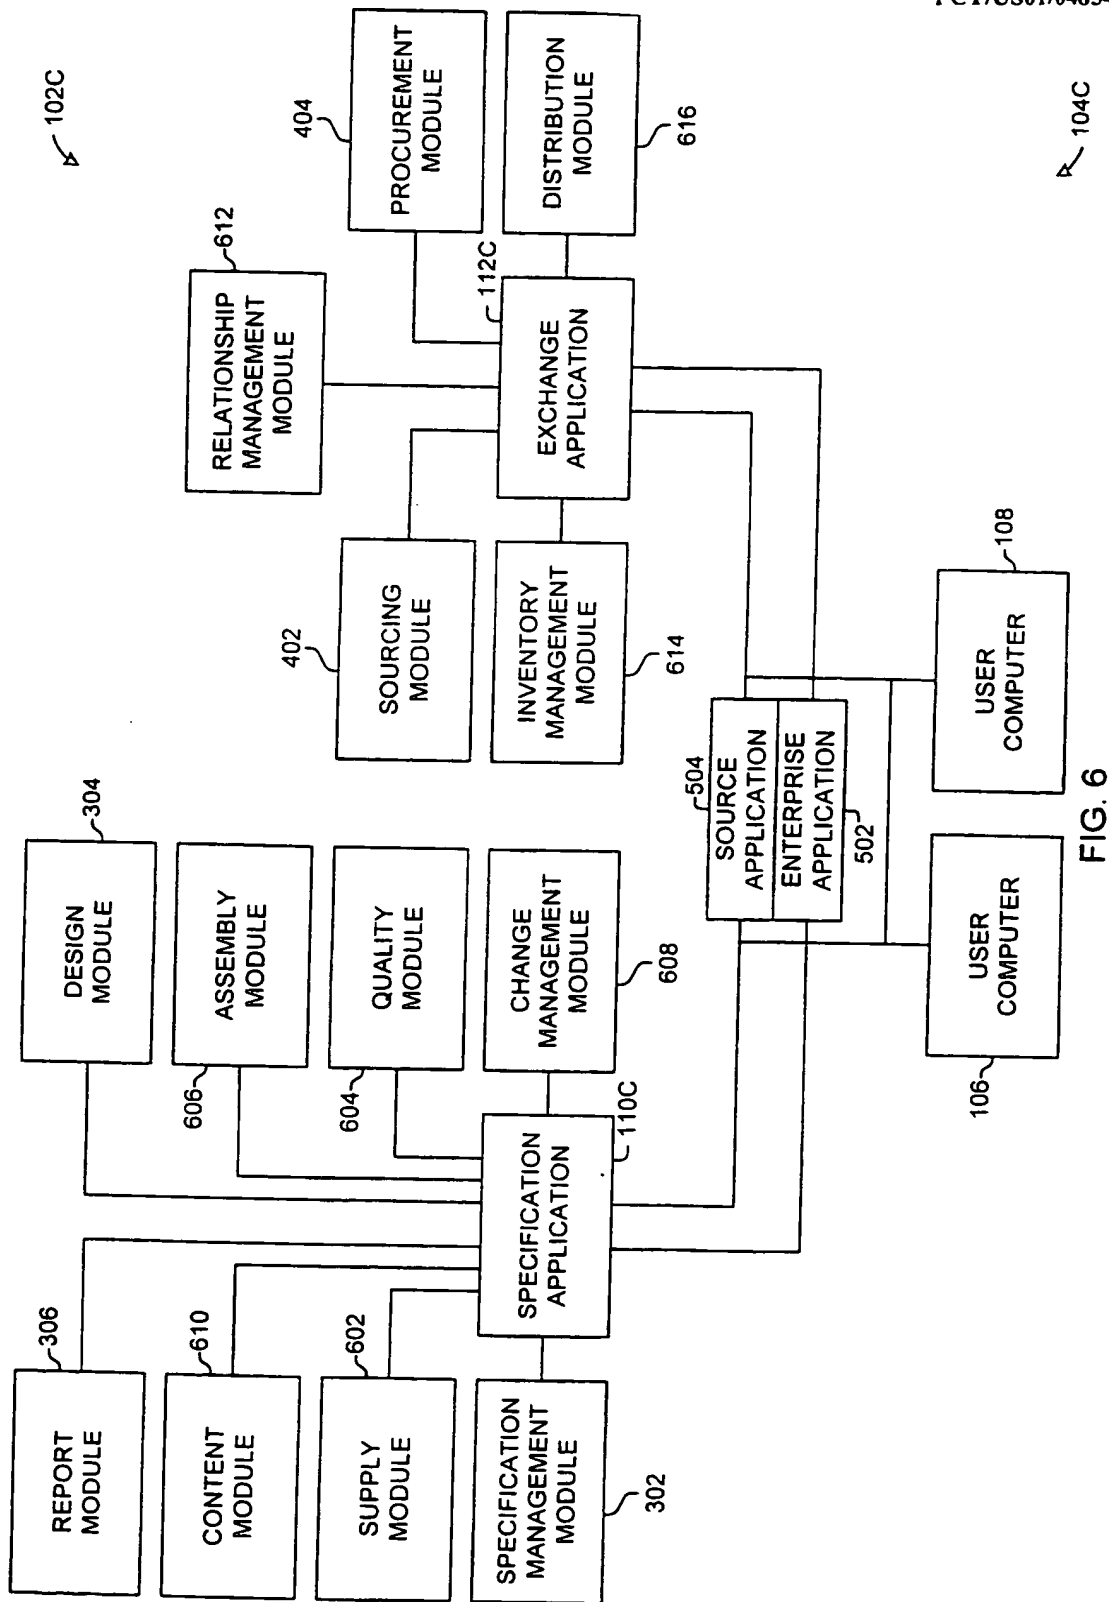 102C
REPORT
MODULE
306
DESIGN
MODULE
304
CONTENT
MODULE
610
ASSEMBLY
MODULE
606
SUPPLY
MODULE
602
QUALITY
MODULE
604
SPECIFICATION
MANAGEMENT
MODULE
302
SPECIFICATION
APPLICATION
110C
CHANGE
MANAGEMENT
MODULE
608
RELATIONSHIP
MANAGEMENT
MODULE
612
SOURCING
MODULE
402
PROCUREMENT
MODULE
404
INVENTORY
MANAGEMENT
MODULE
614
EXCHANGE
APPLICATION
112C
DISTRIBUTION
MODULE
616
SOURCE
APPLICATION
504
ENTERPRISE
APPLICATION
502
USER
COMPUTER
106
USER
COMPUTER
108
104C
FIG. 6